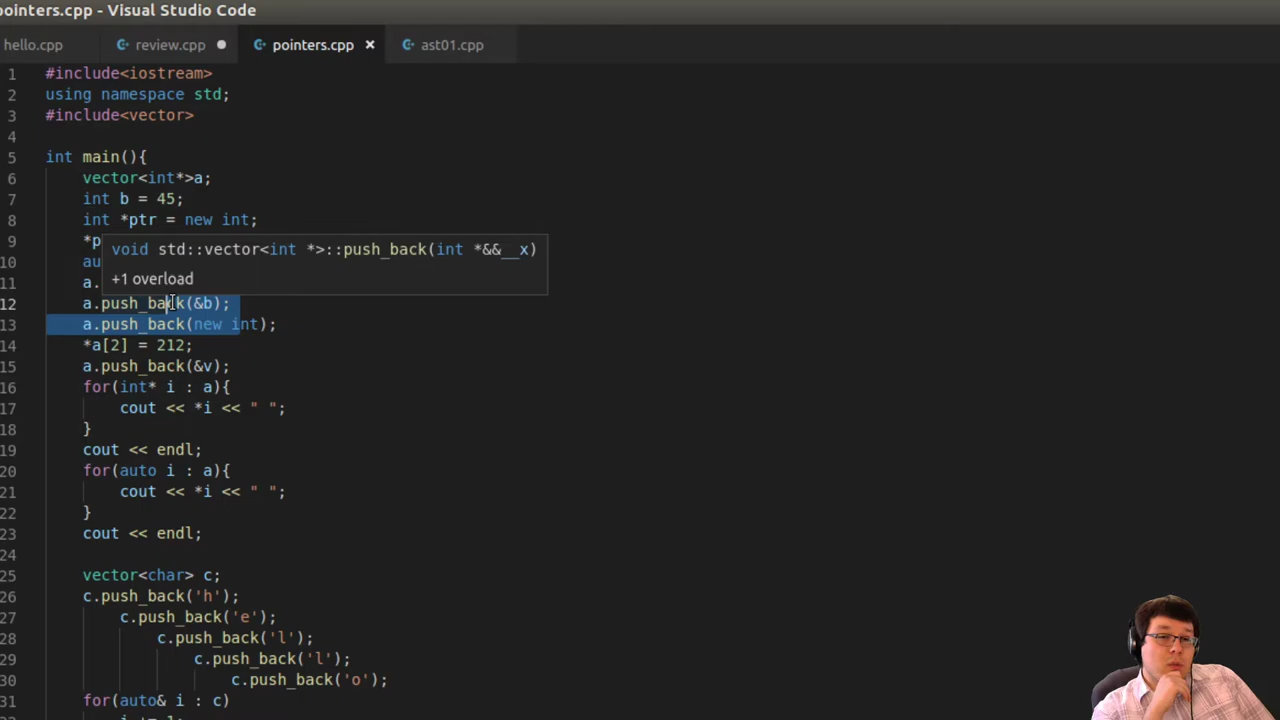 pointers.cpp - Visual Studio Code
hello.cpp review.cpp pointers.cpp × ast01.cpp
1 #include<iostream>
2 using namespace std;
3 #include<vector>
4
5 int main(){
6 vector<int*>a;
7 int b = 45;
8 int *ptr = new int;
9 *p
void std::vector<int *>::push_back(int *&&__x)
10 au
+1 overload
11 a.
12 a.push_back(&b);
13 a.push_back(new int);
14 *a[2] = 212;
15 a.push_back(&v);
16 for(int* i : a){
17 cout << *i << " ";
18 }
19 cout << endl;
20 for(auto i : a){
21 cout << *i << " ";
22 }
23 cout << endl;
24
25 vector<char> c;
26 c.push_back('h');
27 c.push_back('e');
28 c.push_back('l');
29 c.push_back('l');
30 c.push_back('o');
31 for(auto& i : c)